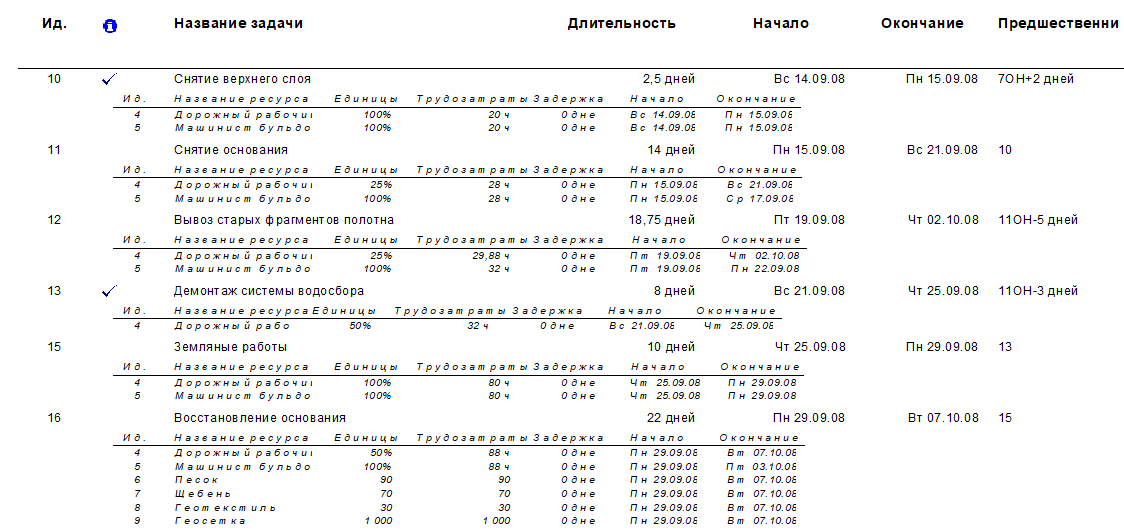 Ид. Название задачи Длительность Начало Окончание Предшественни
10 Снятие верхнего слоя 2,5 дней Вс 14.09.08 Пн 15.09.08 7ОН+2 дней
Ид. Название ресурса Единицы Трудозатраты Задержка Начало Окончание
4 Дорожный рабочий 100% 20 ч 0 дне Вс 14.09.08 Пн 15.09.08
5 Машинист бульдо 100% 20 ч 0 дне Вс 14.09.08 Пн 15.09.08
11 Снятие основания 14 дней Пн 15.09.08 Вс 21.09.08 10
Ид. Название ресурса Единицы Трудозатраты Задержка Начало Окончание
4 Дорожный рабочий 25% 28 ч 0 дне Пн 15.09.08 Вс 21.09.08
5 Машинист бульдо 100% 28 ч 0 дне Пн 15.09.08 Ср 17.09.08
12 Вывоз старых фрагментов полотна 18,75 дней Пт 19.09.08 Чт 02.10.08 11ОН-5 дней
Ид. Название ресурса Единицы Трудозатраты Задержка Начало Окончание
4 Дорожный рабочий 25% 29,88 ч 0 дне Пт 19.09.08 Чт 02.10.08
5 Машинист бульдо 100% 32 ч 0 дне Пт 19.09.08 Пн 22.09.08
13 Демонтаж системы водосбора 8 дней Вс 21.09.08 Чт 25.09.08 11ОН-3 дней
Ид. Название ресурса Единицы Трудозатраты Задержка Начало Окончание
4 Дорожный рабо 50% 32 ч 0 дне Вс 21.09.08 Чт 25.09.08
15 Земляные работы 10 дней Чт 25.09.08 Пн 29.09.08 13
Ид. Название ресурса Единицы Трудозатраты Задержка Начало Окончание
4 Дорожный рабочий 100% 80 ч 0 дне Чт 25.09.08 Пн 29.09.08
5 Машинист бульдо 100% 80 ч 0 дне Чт 25.09.08 Пн 29.09.08
16 Восстановление основания 22 дней Пн 29.09.08 Вт 07.10.08 15
Ид. Название ресурса Единицы Трудозатраты Задержка Начало Окончание
4 Дорожный рабочий 50% 88 ч 0 дне Пн 29.09.08 Вт 07.10.08
5 Машинист бульдо 100% 88 ч 0 дне Пн 29.09.08 Пт 03.10.08
6 Песок 90 90 0 дне Пн 29.09.08 Вт 07.10.08
7 Щебень 70 70 0 дне Пн 29.09.08 Вт 07.10.08
8 Геотекстиль 30 30 0 дне Пн 29.09.08 Вт 07.10.08
9 Геосетка 1 000 1 000 0 дне Пн 29.09.08 Вт 07.10.08